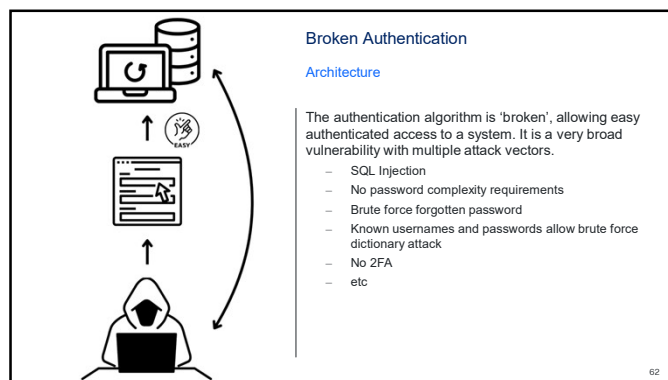 Broken Authentication
Architecture
The authentication algorithm is ‘broken’, allowing easy
authenticated access to a system. It is a very broad
vulnerability with multiple attack vectors.
– SQL Injection
– No password complexity requirements
– Brute force forgotten password
– Known usernames and passwords allow brute force
dictionary attack
– No 2FA
– etc
EASY
62